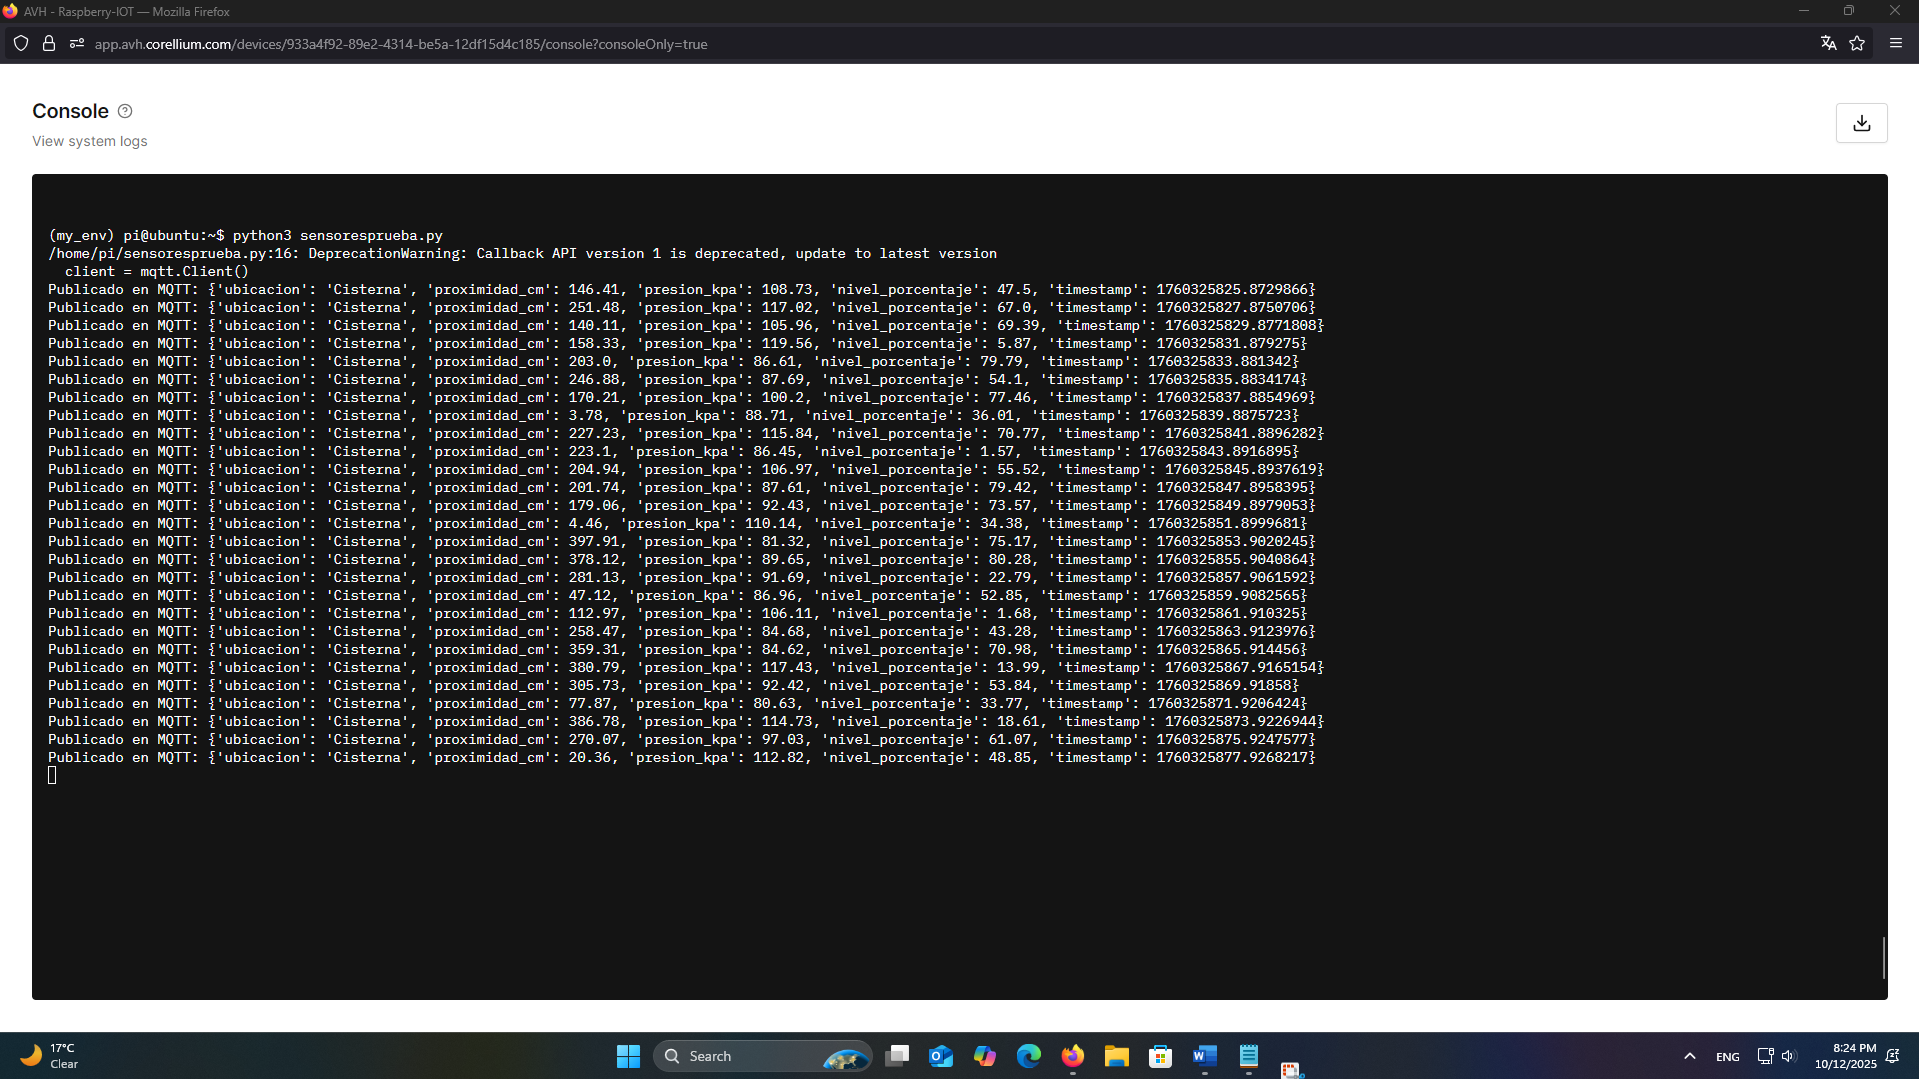 AVH - Raspberry-IOT — Mozilla Firefox
app.avh.corellium.com/devices/933a4f92-89e2-4314-be5a-12df15d4c185/console?consoleOnly=true
Console
View system logs
(my_env) pi@ubuntu:~$ python3 sensoresprueba.py
/home/pi/sensoresprueba.py:16: DeprecationWarning: Callback API version 1 is deprecated, update to latest version
client = mqtt.Client()
Publicado en MQTT: {'ubicacion': 'Cisterna', 'proximidad_cm': 146.41, 'presion_kpa': 108.73, 'nivel_porcentaje': 47.5, 'timestamp': 1760325825.8729866}
Publicado en MQTT: {'ubicacion': 'Cisterna', 'proximidad_cm': 251.48, 'presion_kpa': 117.02, 'nivel_porcentaje': 67.0, 'timestamp': 1760325827.8750706}
Publicado en MQTT: {'ubicacion': 'Cisterna', 'proximidad_cm': 140.11, 'presion_kpa': 105.96, 'nivel_porcentaje': 69.39, 'timestamp': 1760325829.8771808}
Publicado en MQTT: {'ubicacion': 'Cisterna', 'proximidad_cm': 158.33, 'presion_kpa': 119.56, 'nivel_porcentaje': 5.87, 'timestamp': 1760325831.879275}
Publicado en MQTT: {'ubicacion': 'Cisterna', 'proximidad_cm': 203.0, 'presion_kpa': 86.61, 'nivel_porcentaje': 79.79, 'timestamp': 1760325833.881342}
Publicado en MQTT: {'ubicacion': 'Cisterna', 'proximidad_cm': 246.88, 'presion_kpa': 87.69, 'nivel_porcentaje': 54.1, 'timestamp': 1760325835.8834174}
Publicado en MQTT: {'ubicacion': 'Cisterna', 'proximidad_cm': 170.21, 'presion_kpa': 100.2, 'nivel_porcentaje': 77.46, 'timestamp': 1760325837.8854969}
Publicado en MQTT: {'ubicacion': 'Cisterna', 'proximidad_cm': 3.78, 'presion_kpa': 88.71, 'nivel_porcentaje': 36.01, 'timestamp': 1760325839.8875723}
Publicado en MQTT: {'ubicacion': 'Cisterna', 'proximidad_cm': 227.23, 'presion_kpa': 115.84, 'nivel_porcentaje': 70.77, 'timestamp': 1760325841.8896282}
Publicado en MQTT: {'ubicacion': 'Cisterna', 'proximidad_cm': 223.1, 'presion_kpa': 86.45, 'nivel_porcentaje': 1.57, 'timestamp': 1760325843.8916895}
Publicado en MQTT: {'ubicacion': 'Cisterna', 'proximidad_cm': 204.94, 'presion_kpa': 106.97, 'nivel_porcentaje': 55.52, 'timestamp': 1760325845.8937619}
Publicado en MQTT: {'ubicacion': 'Cisterna', 'proximidad_cm': 201.74, 'presion_kpa': 87.61, 'nivel_porcentaje': 79.42, 'timestamp': 1760325847.8958395}
Publicado en MQTT: {'ubicacion': 'Cisterna', 'proximidad_cm': 179.06, 'presion_kpa': 92.43, 'nivel_porcentaje': 73.57, 'timestamp': 1760325849.8979053}
Publicado en MQTT: {'ubicacion': 'Cisterna', 'proximidad_cm': 4.46, 'presion_kpa': 110.14, 'nivel_porcentaje': 34.38, 'timestamp': 1760325851.8999681}
Publicado en MQTT: {'ubicacion': 'Cisterna', 'proximidad_cm': 397.91, 'presion_kpa': 81.32, 'nivel_porcentaje': 75.17, 'timestamp': 1760325853.9020245}
Publicado en MQTT: {'ubicacion': 'Cisterna', 'proximidad_cm': 378.12, 'presion_kpa': 89.65, 'nivel_porcentaje': 80.28, 'timestamp': 1760325855.9040864}
Publicado en MQTT: {'ubicacion': 'Cisterna', 'proximidad_cm': 281.13, 'presion_kpa': 91.69, 'nivel_porcentaje': 22.79, 'timestamp': 1760325857.9061592}
Publicado en MQTT: {'ubicacion': 'Cisterna', 'proximidad_cm': 47.12, 'presion_kpa': 86.96, 'nivel_porcentaje': 52.85, 'timestamp': 1760325859.9082565}
Publicado en MQTT: {'ubicacion': 'Cisterna', 'proximidad_cm': 112.97, 'presion_kpa': 106.11, 'nivel_porcentaje': 1.68, 'timestamp': 1760325861.910325}
Publicado en MQTT: {'ubicacion': 'Cisterna', 'proximidad_cm': 258.47, 'presion_kpa': 84.68, 'nivel_porcentaje': 43.28, 'timestamp': 1760325863.9123976}
Publicado en MQTT: {'ubicacion': 'Cisterna', 'proximidad_cm': 359.31, 'presion_kpa': 84.62, 'nivel_porcentaje': 70.98, 'timestamp': 1760325865.914456}
Publicado en MQTT: {'ubicacion': 'Cisterna', 'proximidad_cm': 380.79, 'presion_kpa': 117.43, 'nivel_porcentaje': 13.99, 'timestamp': 1760325867.9165154}
Publicado en MQTT: {'ubicacion': 'Cisterna', 'proximidad_cm': 305.73, 'presion_kpa': 92.42, 'nivel_porcentaje': 53.84, 'timestamp': 1760325869.91858}
Publicado en MQTT: {'ubicacion': 'Cisterna', 'proximidad_cm': 77.87, 'presion_kpa': 80.63, 'nivel_porcentaje': 33.77, 'timestamp': 1760325871.9206424}
Publicado en MQTT: {'ubicacion': 'Cisterna', 'proximidad_cm': 386.78, 'presion_kpa': 114.73, 'nivel_porcentaje': 18.61, 'timestamp': 1760325873.9226944}
Publicado en MQTT: {'ubicacion': 'Cisterna', 'proximidad_cm': 270.07, 'presion_kpa': 97.03, 'nivel_porcentaje': 61.07, 'timestamp': 1760325875.9247577}
Publicado en MQTT: {'ubicacion': 'Cisterna', 'proximidad_cm': 20.36, 'presion_kpa': 112.82, 'nivel_porcentaje': 48.85, 'timestamp': 1760325877.9268217}
17°C
Clear
Search
ENG
8:24 PM
10/12/2025